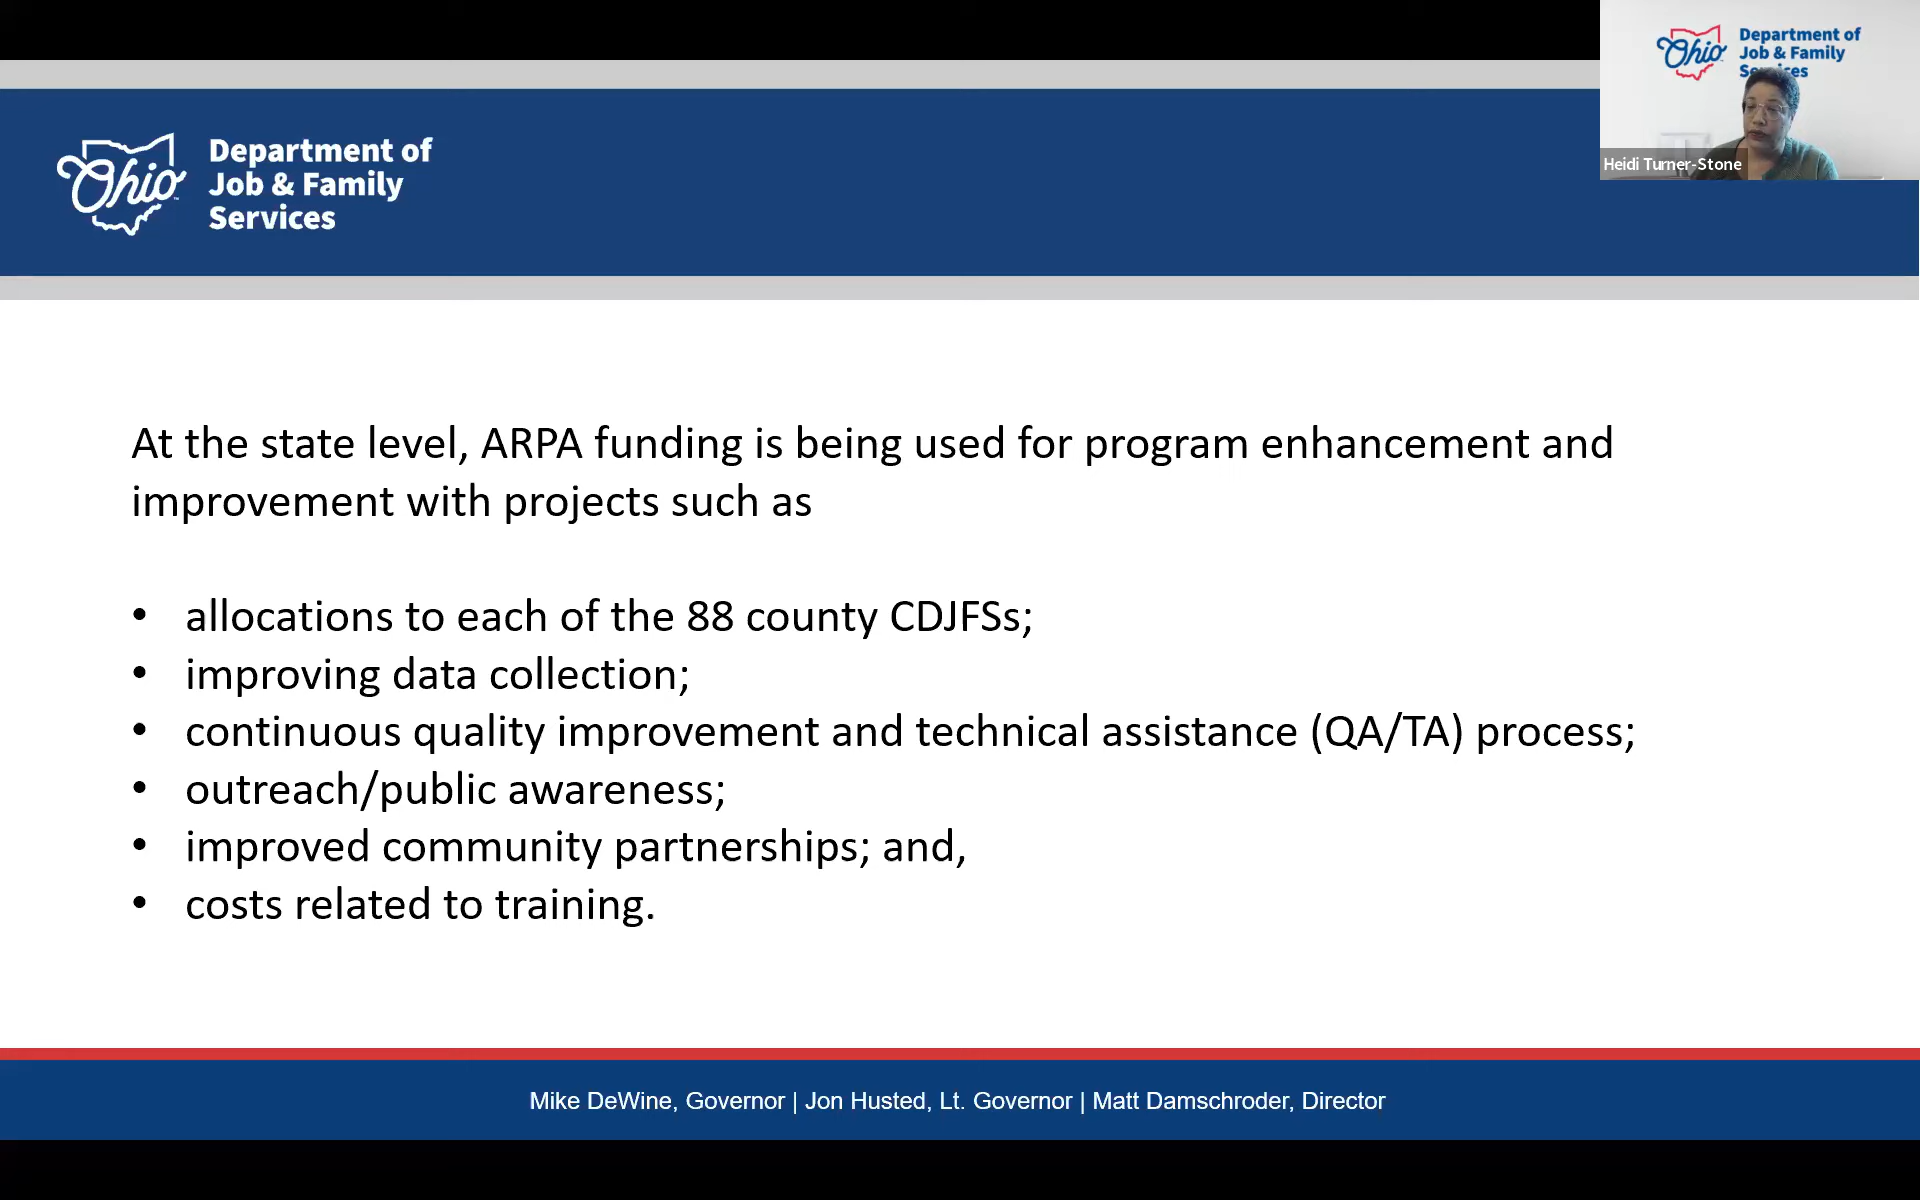 Ohio
Department of
Job & Family
Services
Ohio
Department of
Job & Family
Services
Heidi Turner-Stone
At the state level, ARPA funding is being used for program enhancement and
improvement with projects such as
• allocations to each of the 88 county CDJFSs;
• improving data collection;
• continuous quality improvement and technical assistance (QA/TA) process;
• outreach/public awareness;
• improved community partnerships; and,
• costs related to training.
Mike DeWine, Governor | Jon Husted, Lt. Governor | Matt Damschroder, Director